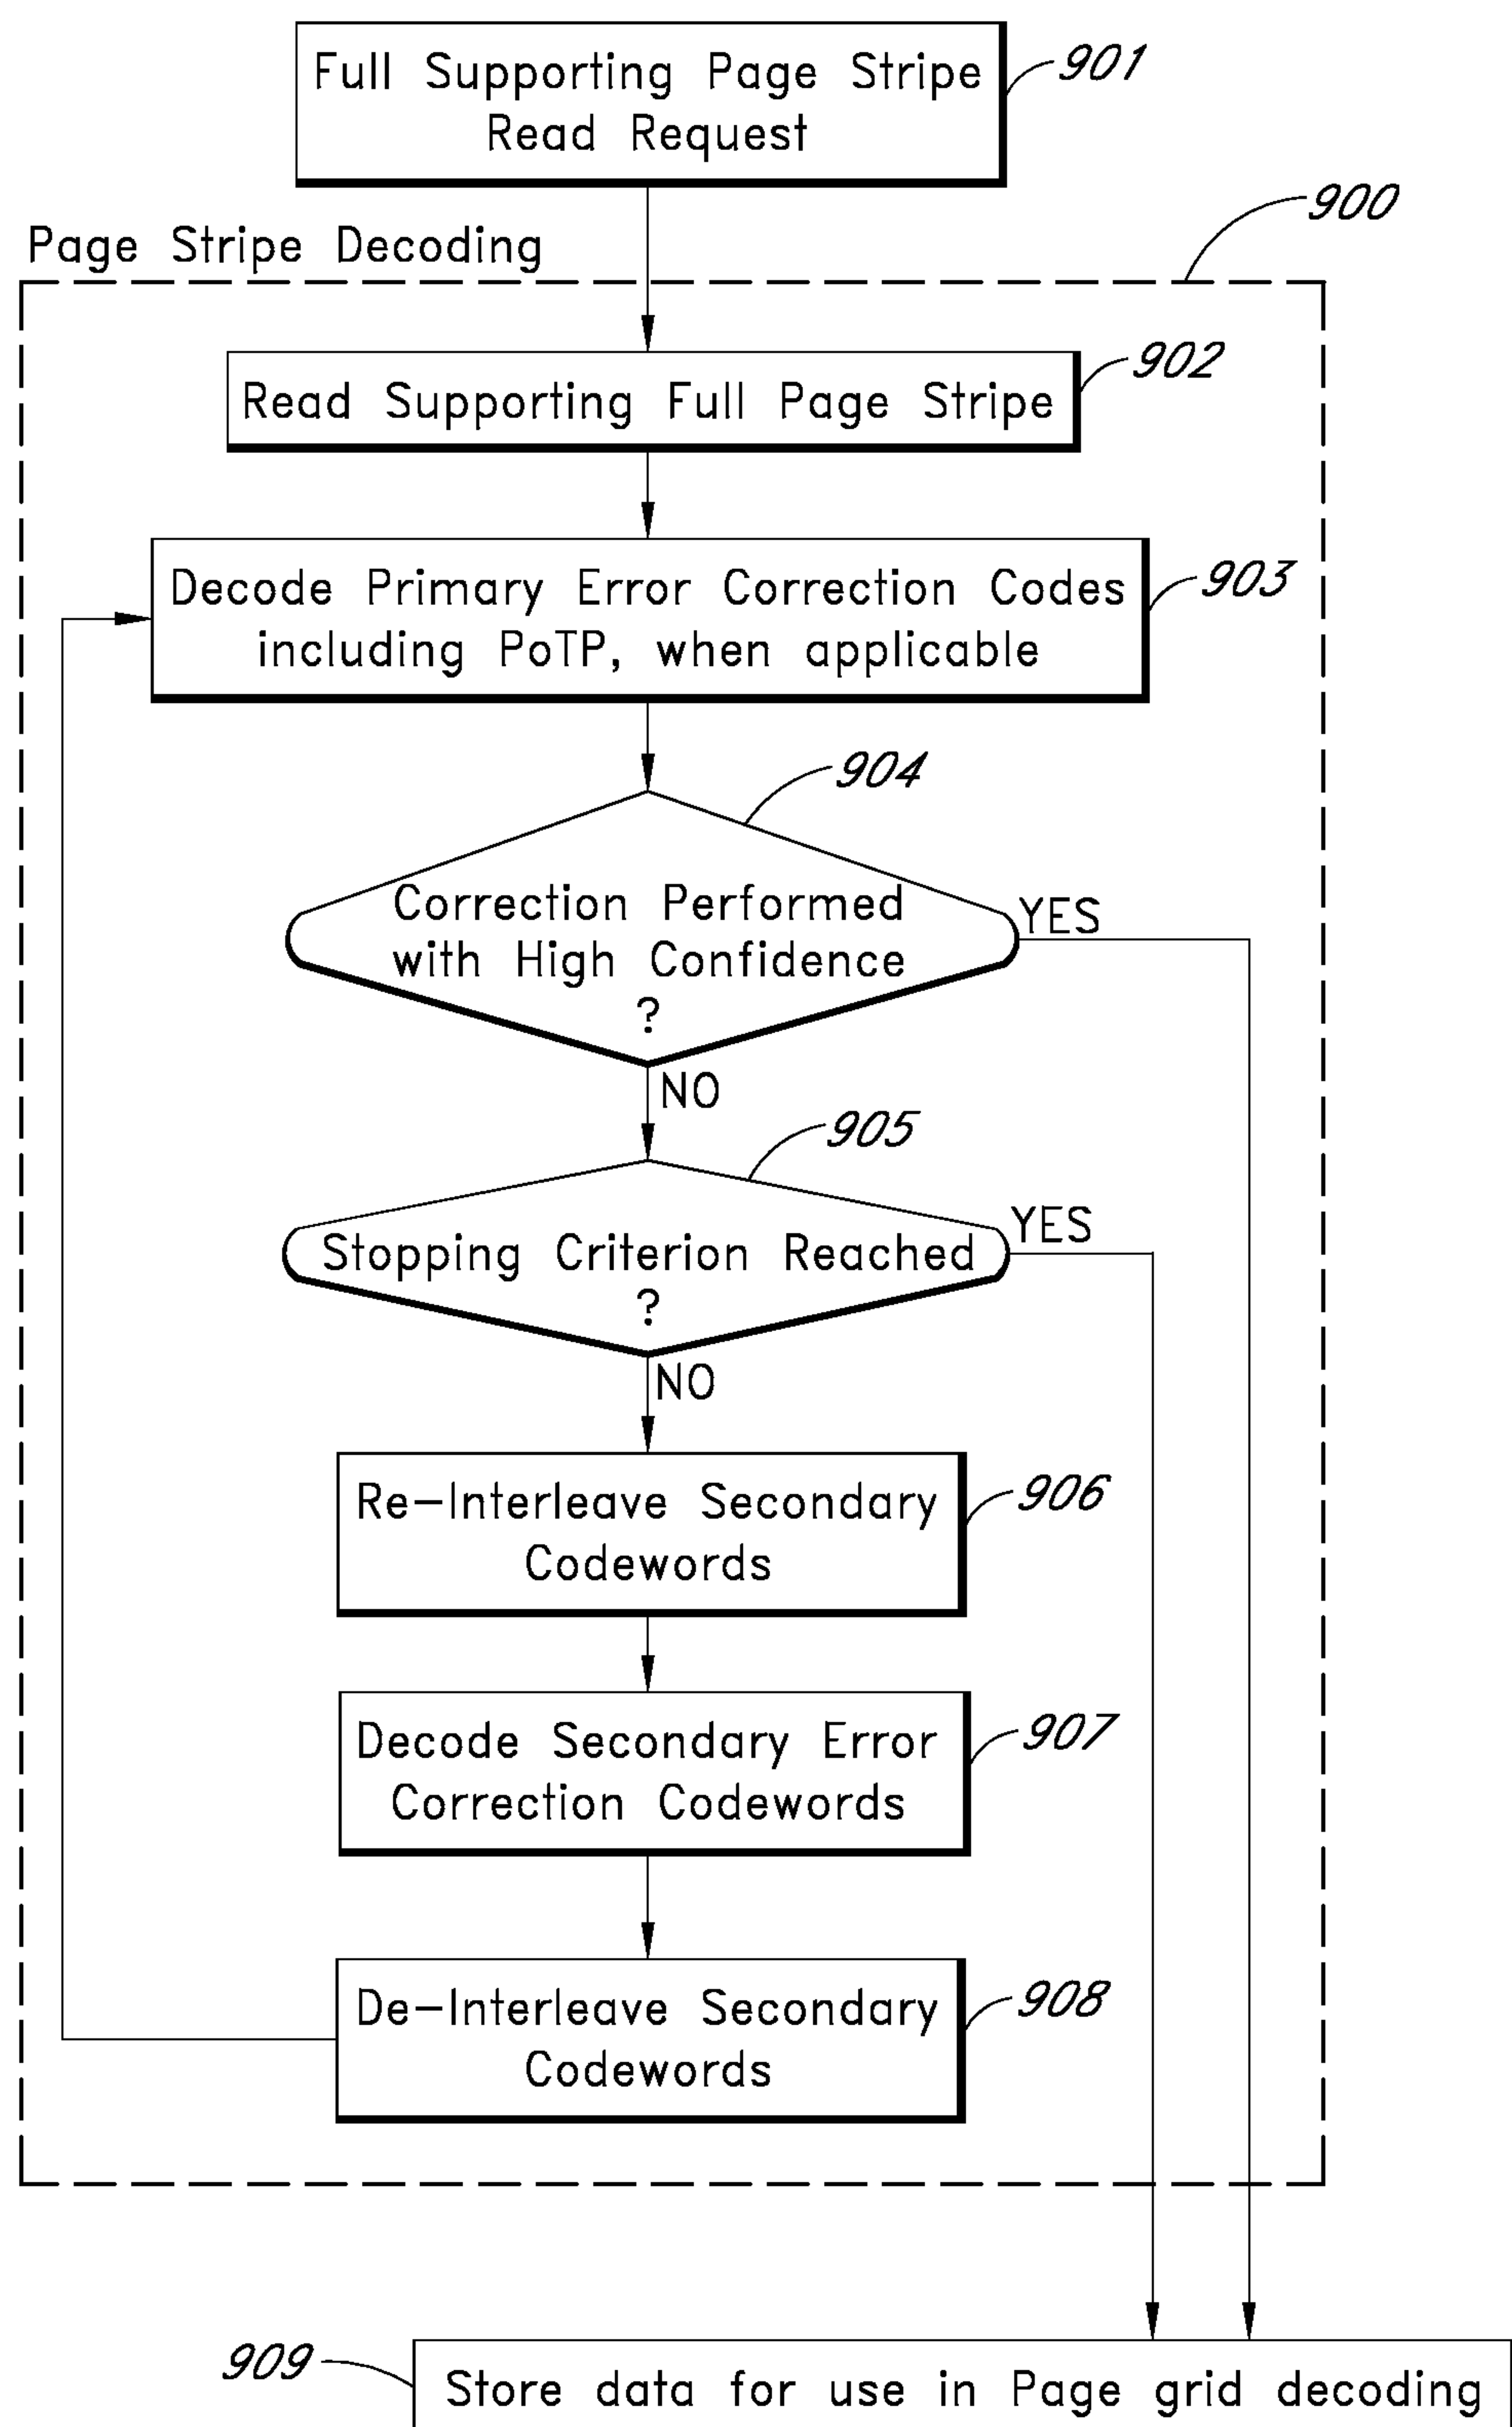 Full Supporting Page Stripe
Read Request
901
900
Page Stripe Decoding
902
Read Supporting Full Page Stripe
903
Decode Primary Error Correction Codes
including PoTP, when applicable
904
Correction Performed
with High Confidence
?
YES
NO
905
Stopping Criterion Reached
?
YES
NO
906
Re-Interleave Secondary
Codewords
907
Decode Secondary Error
Correction Codewords
908
De-Interleave Secondary
Codewords
909
Store data for use in Page grid decoding